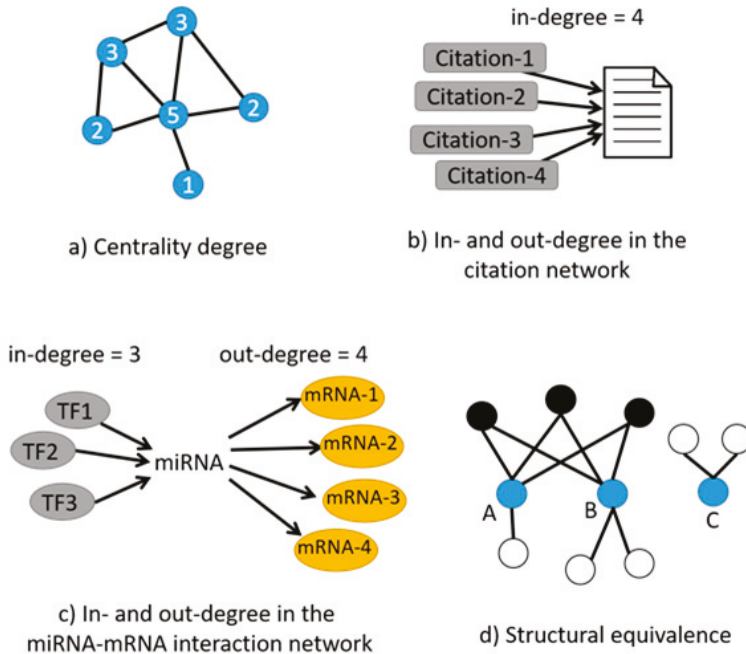 3
3
2
5
2
1
a) Centrality degree
in-degree = 4
Citation-1
Citation-2
Citation-3
Citation-4
b) In- and out-degree in the
citation network
in-degree = 3
out-degree = 4
TF1
TF2
TF3
miRNA
mRNA-1
mRNA-2
mRNA-3
mRNA-4
c) In- and out-degree in the
miRNA-mRNA interaction network
A
B
C
d) Structural equivalence